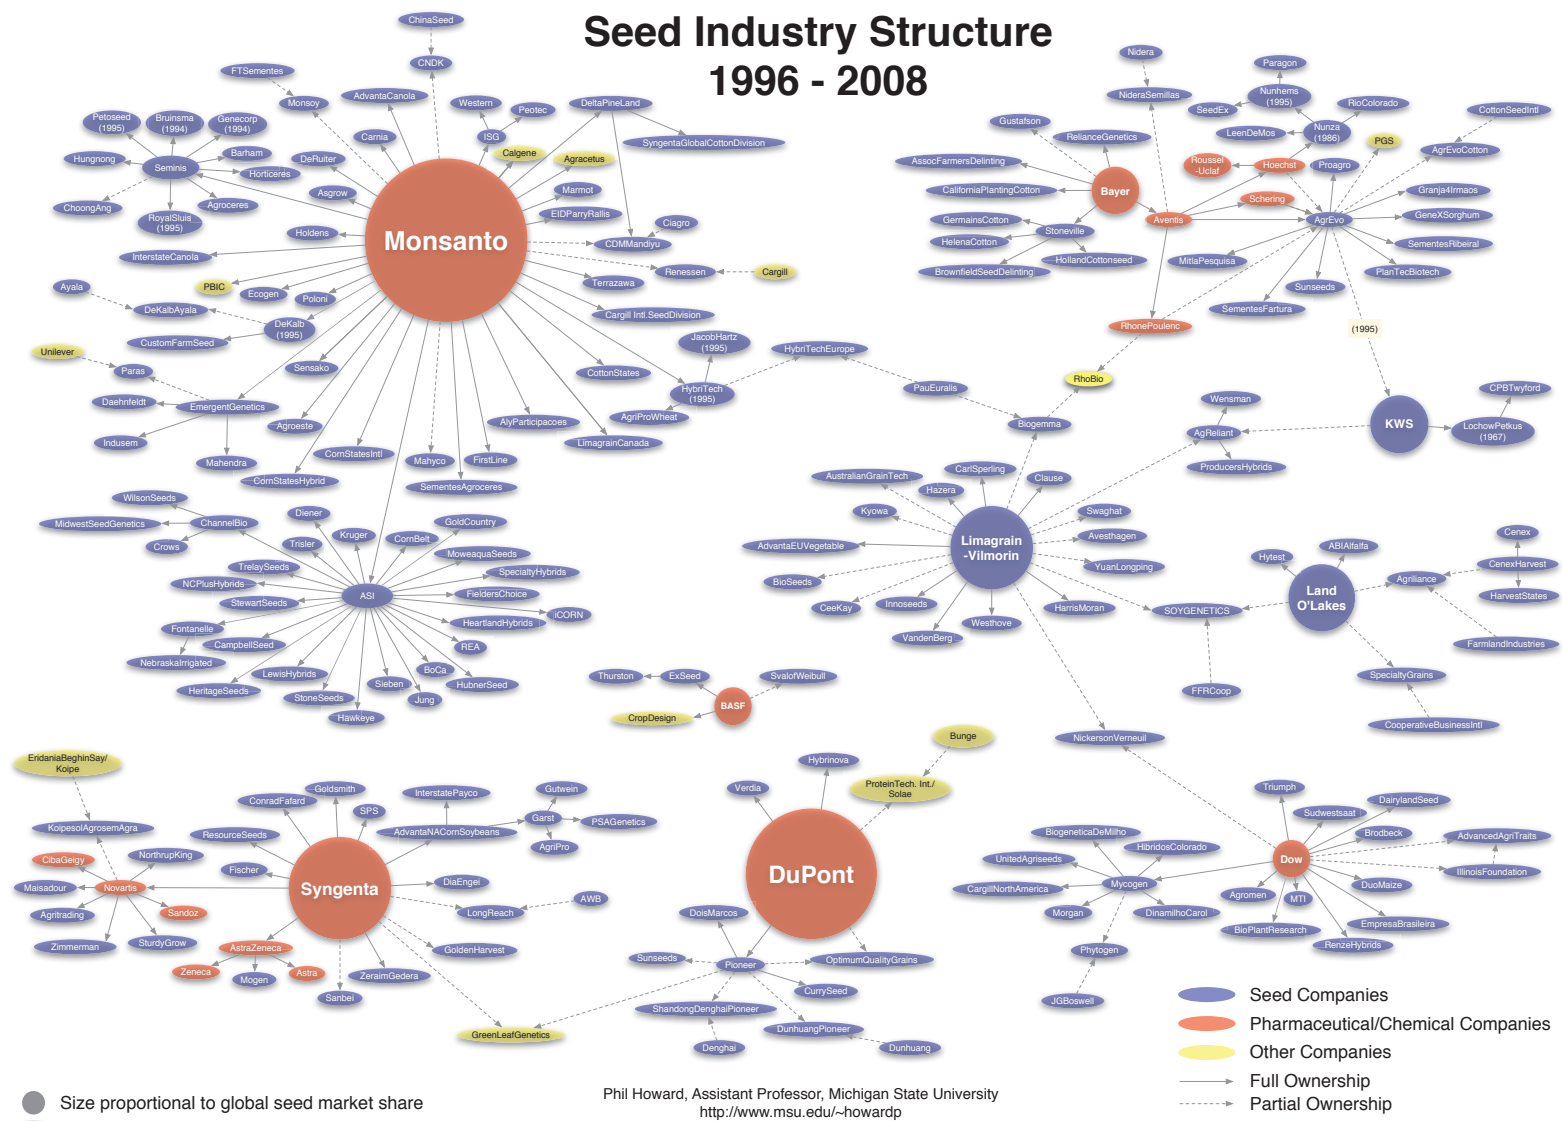 Seed Industry Structure
1996 - 2008
ChinaSeed
CNDK
FTSementes
Monsoy
AdvantaCanola
Western
Peotec
DeltaPineLand
ISG
SyngentaGlobalCottonDivision
Petoseed
(1995)
Bruinsma
(1994)
Genecorp
(1994)
Carnia
Calgene
Agracetus
Hungnong
Seminis
Barham
Horticeres
DeRuiter
Asgrow
Marmot
ChoongAng
RoyalSluis
(1995)
Agroceres
EIDParryRallis
Ciagro
Holdens
Monsanto
CDMMandiyu
InterstateCanola
Renessen
Cargill
PBIC
Ecogen
Poloni
Terrazawa
Ayala
DeKalbAyala
DeKalb
(1995)
Cargill Intl.SeedDivision
CustomFarmSeed
JacobHartz
(1995)
HybriTechEurope
Unilever
Paras
Sensako
CottonStates
HybriTech
(1995)
PauEuralis
Daehnfeldt
EmergentGenetics
AgriProWheat
Agroeste
AlyParticipacoes
LimagrainCanada
Indusem
Mahendra
CornStatesIntl
Mahyco
FirstLine
CornStatesHybrid
SementesAgroceres
Nidera
NideraSemillas
Paragon
Nunhems
(1995)
SeedEx
RioColorado
CottonSeedIntl
Gustafson
RelianceGenetics
LeenDeMos
Nunza
(1986)
PGS
AgrEvoCotton
AssocFarmersDelinting
Roussel
-Uclaf
Hoechst
Proagro
CaliforniaPlantingCotton
Bayer
Schering
Granja4Irmaos
GermainsCotton
Aventis
AgrEvo
GeneXSorghum
HelenaCotton
Stoneville
SementesRibeiral
BrownfieldSeedDelinting
HollandCottonseed
MitlaPesquisa
PlanTecBiotech
Sunseeds
SementesFartura
RhonePoulenc
(1995)
RhoBio
Biogemma
Wensman
AgReliant
ProducersHybrids
KWS
CPBTwyford
LochowPetkus
(1967)
WilsonSeeds
MidwestSeedGenetics
ChannelBio
Crows
Diener
Trisler
Kruger
CornBelt
GoldCountry
MoweaquaSeeds
TrelaySeeds
SpecialtyHybrids
NCPlusHybrids
ASI
FieldersChoice
StewartSeeds
HeartlandHybrids
iCORN
Fontanelle
CampbellSeed
REA
NebraskaIrrigated
LewisHybrids
BoCa
HeritageSeeds
StoneSeeds
Sieben
Jung
HubnerSeed
Hawkeye
AustralianGrainTech
CarlSperling
Clause
Hazera
Kyowa
Swaghat
AdvantaEUVegetable
Limagrain
-Vilmorin
Avesthagen
BioSeeds
YuanLongping
CeeKay
Innoseeds
HarrisMoran
Westhove
VandenBerg
SOYGENETICS
FFRCoop
Hytest
ABIAlfalfa
Land
O'Lakes
Agriliance
Cenex
CenexHarvest
HarvestStates
FarmlandIndustries
SpecialtyGrains
CooperativeBusinessIntl
NickersonVerneuil
Thurston
ExSeed
SvalofWeibull
BASF
CropDesign
EridaniaBeghinSay/
Koipe
KoipesolAgrosemAgra
CibaGeigy
NorthrupKing
Maisadour
Novartis
Agritrading
Sandoz
Zimmerman
SturdyGrow
ConradFafard
Goldsmith
SPS
InterstatePayco
Gutwein
ResourceSeeds
AdvantaNACornSoybeans
Garst
PSAGenetics
AgriPro
Fischer
Syngenta
DiaEngei
LongReach
AWB
AstraZeneca
GoldenHarvest
Zeneca
Mogen
Astra
ZeraimGedera
Sanbei
GreenLeafGenetics
Hybrinova
Verdia
Bunge
ProteinTech. Int./
Solae
DuPont
DoisMarcos
Sunseeds
Pioneer
OptimumQualityGrains
CurrySeed
ShandongDenghaiPioneer
DunhuangPioneer
Denghai
Dunhuang
Triumph
Sudwestsaat
DairylandSeed
BiogeneticaDeMilho
HibridosColorado
Brodbeck
AdvancedAgriTraits
UnitedAgriseeds
Dow
IllinoisFoundation
CargillNorthAmerica
Mycogen
Agromen
MTI
DuoMaize
Morgan
DinamilhoCarol
BioPlantResearch
EmpresaBrasileira
RenzeHybrids
Phytogen
JGBoswell
Seed Companies
Pharmaceutical/Chemical Companies
Other Companies
Full Ownership
Partial Ownership
Size proportional to global seed market share
Phil Howard, Assistant Professor, Michigan State University
http://www.msu.edu/~howardp